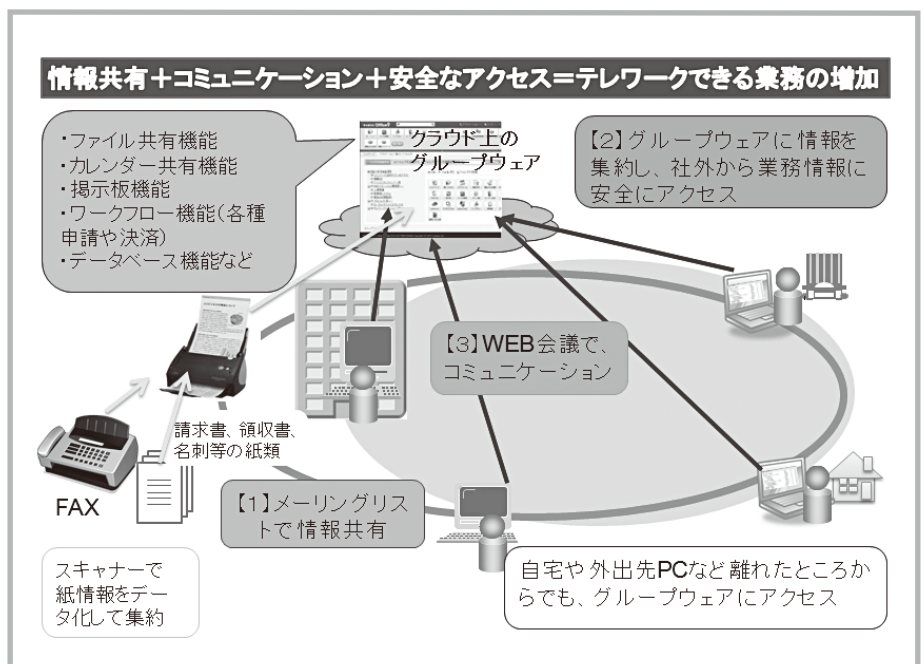 情報共有＋コミュニケーション＋安全なアクセス＝テレワークできる業務の増加
・ファイル共有機能
・カレンダー共有機能
・掲示板機能
・ワークフロー機能(各種
申請や決済)
・データベース機能など
クラウド上の
グループウェア
【2】グループウェアに情報を
集約し、社外から業務情報に
安全にアクセス
【3】WEB会議で、
コミュニケーション
請求書、領収書、
名刺等の紙類
FAX
【1】メーリングリス
トで情報共有
スキャナーで
紙情報をデー
タ化して集約
自宅や外出先PCなど離れたところか
らでも、グループウェアにアクセス